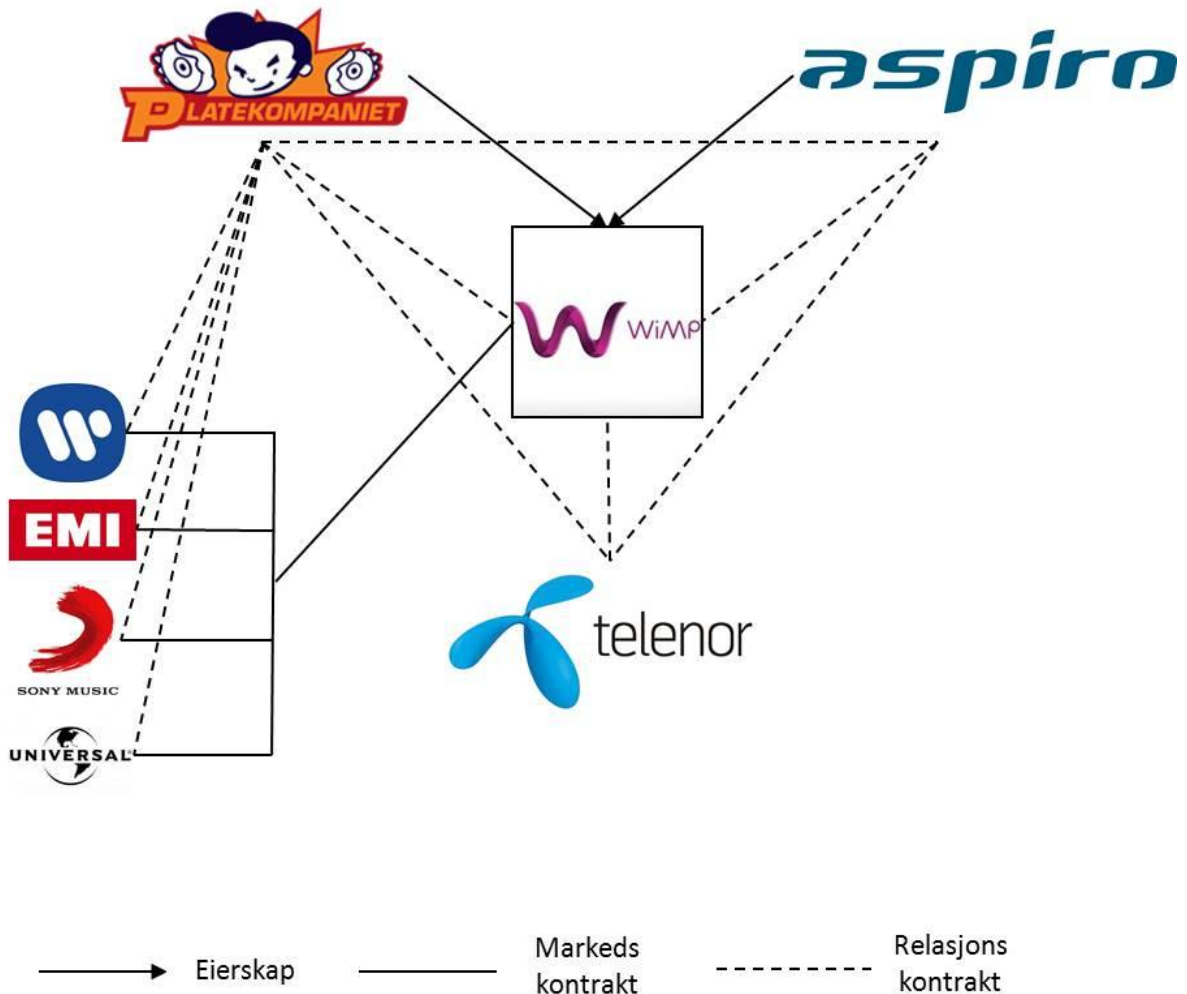 PLATEKOMPANIET
aspiro
W WiMP
W
EMI
SONY MUSIC
UNIVERSAL
telenor
Eierskap
Markeds
kontrakt
Relasjons
kontrakt